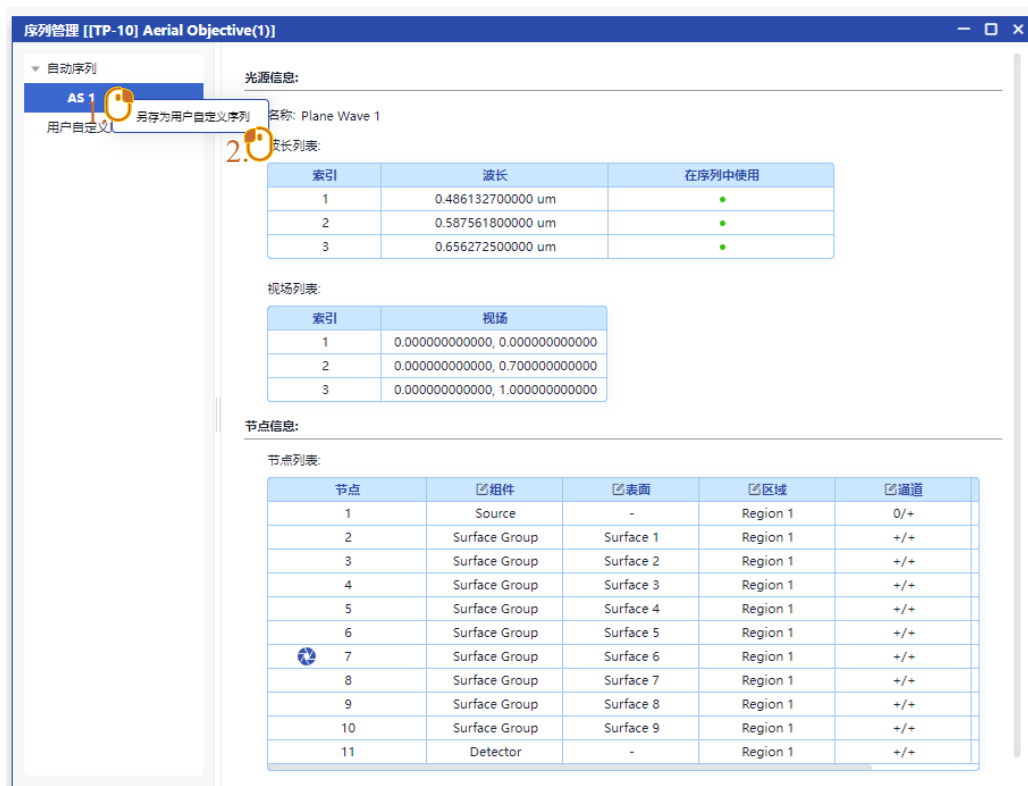 序列管理 [[TP-10] Aerial Objective(1)]
自动序列
AS 1
1.
另存为用户自定义序列
用户自定义
2.
光源信息:
名称: Plane Wave 1
波长列表:
索引 波长 在序列中使用
1 0.486132700000 um
2 0.587561800000 um
3 0.656272500000 um
视场列表:
索引 视场
1 0.000000000000, 0.000000000000
2 0.000000000000, 0.700000000000
3 0.000000000000, 1.000000000000
节点信息:
节点列表:
节点 组件 表面 区域 通道
1 Source - Region 1 0/+
2 Surface Group Surface 1 Region 1 +/+
3 Surface Group Surface 2 Region 1 +/+
4 Surface Group Surface 3 Region 1 +/+
5 Surface Group Surface 4 Region 1 +/+
6 Surface Group Surface 5 Region 1 +/+
7 Surface Group Surface 6 Region 1 +/+
8 Surface Group Surface 7 Region 1 +/+
9 Surface Group Surface 8 Region 1 +/+
10 Surface Group Surface 9 Region 1 +/+
11 Detector - Region 1 +/+